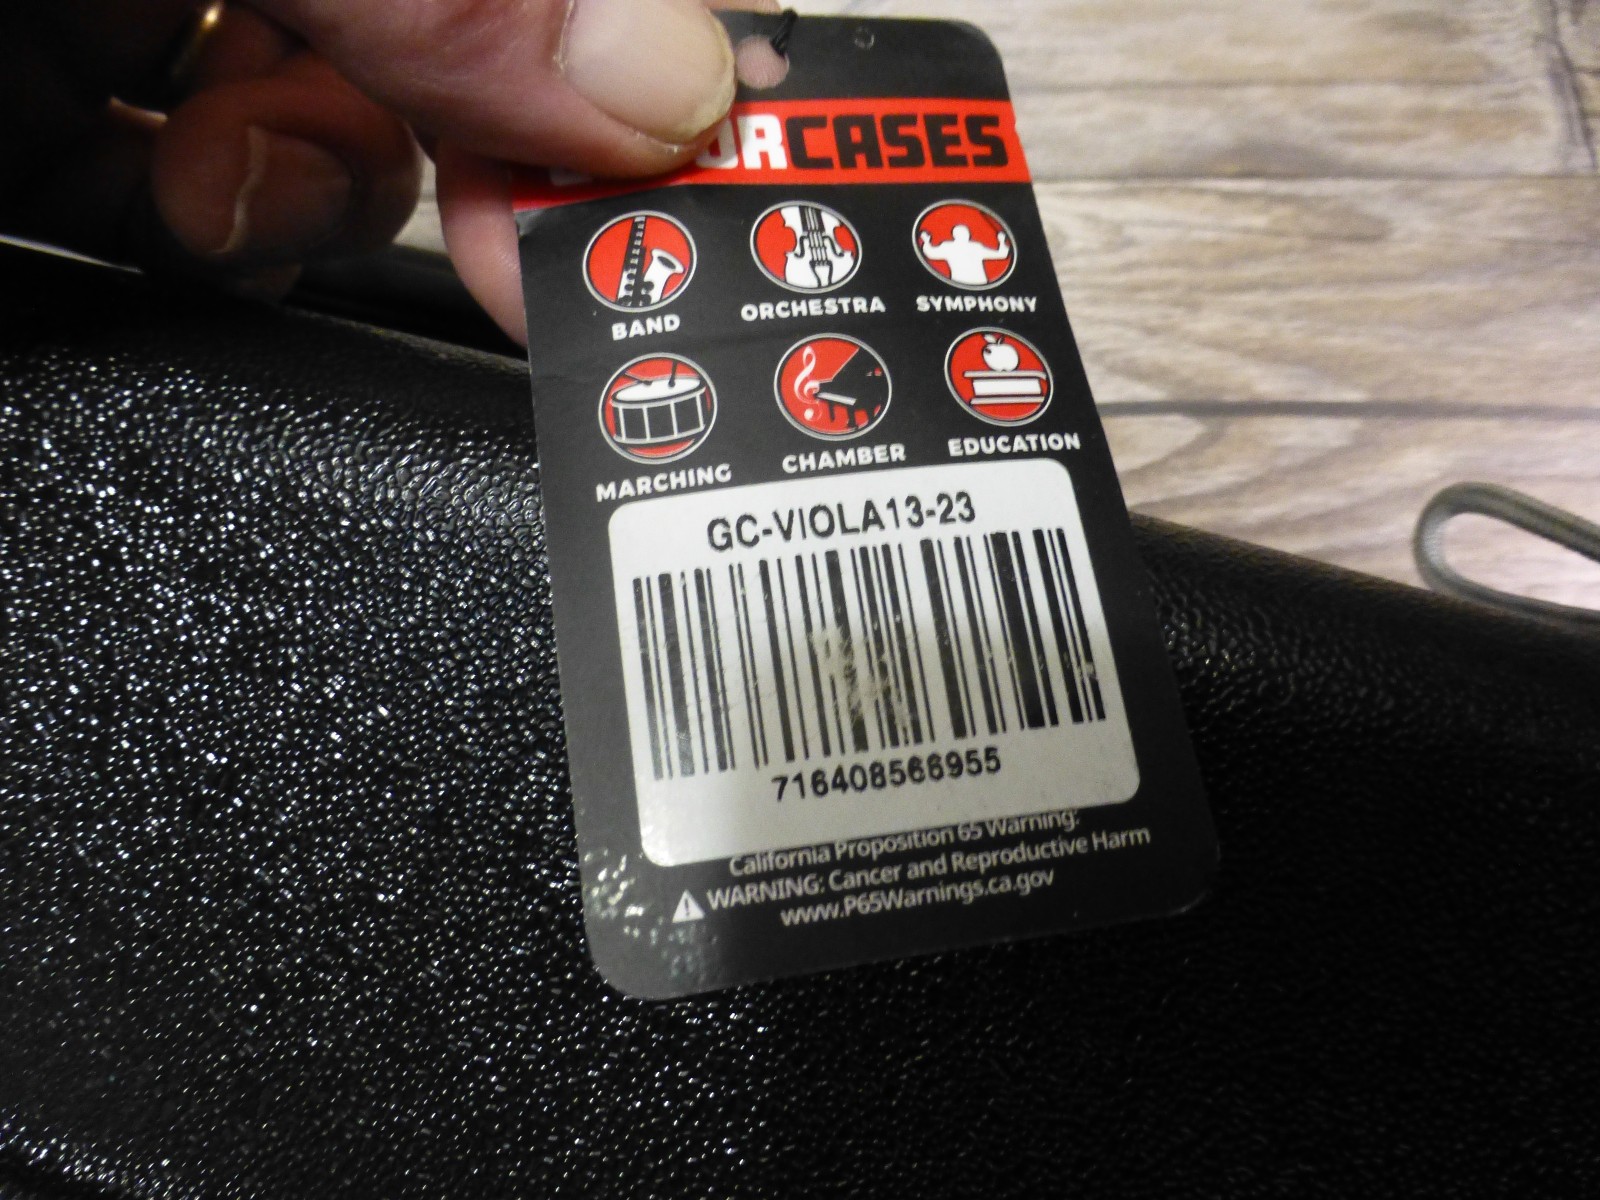 ORCASES
BAND ORCHESTRA SYMPHONY
MARCHING CHAMBER EDUCATION
GC-VIOLA13-23
716408566955
California Proposition 65 Warning:
WARNING: Cancer and Reproductive Harm
www.P65Warnings.ca.gov